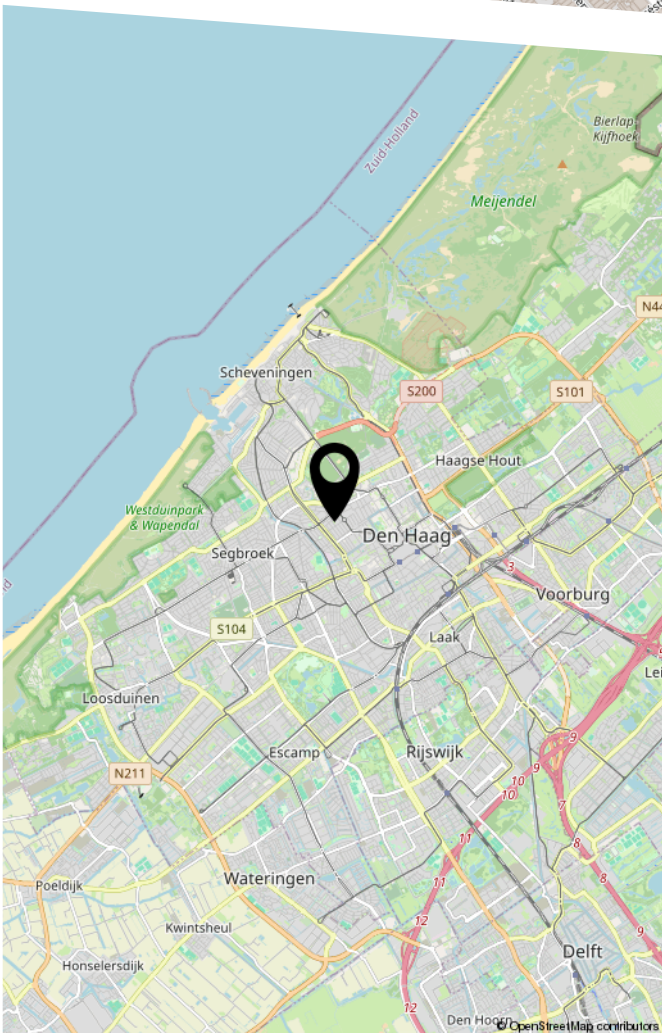 Zuid-Holland
Bierlap-
Kijfhoek
Meijendel
Scheveningen
S200
S101
Haagse Hout
Westduinpark
& Wapendal
Den Haag
Segbroek
3
Voorburg
S104
Laak
Loosduinen
Escamp
Rijswijk
9
9
10
10
N211
7
11
8
11
Wateringen
8
Poeldijk
12
Kwintsheul
9
Delft
Honselersdijk
12
Den Hoorn
© OpenStreetMap contributors